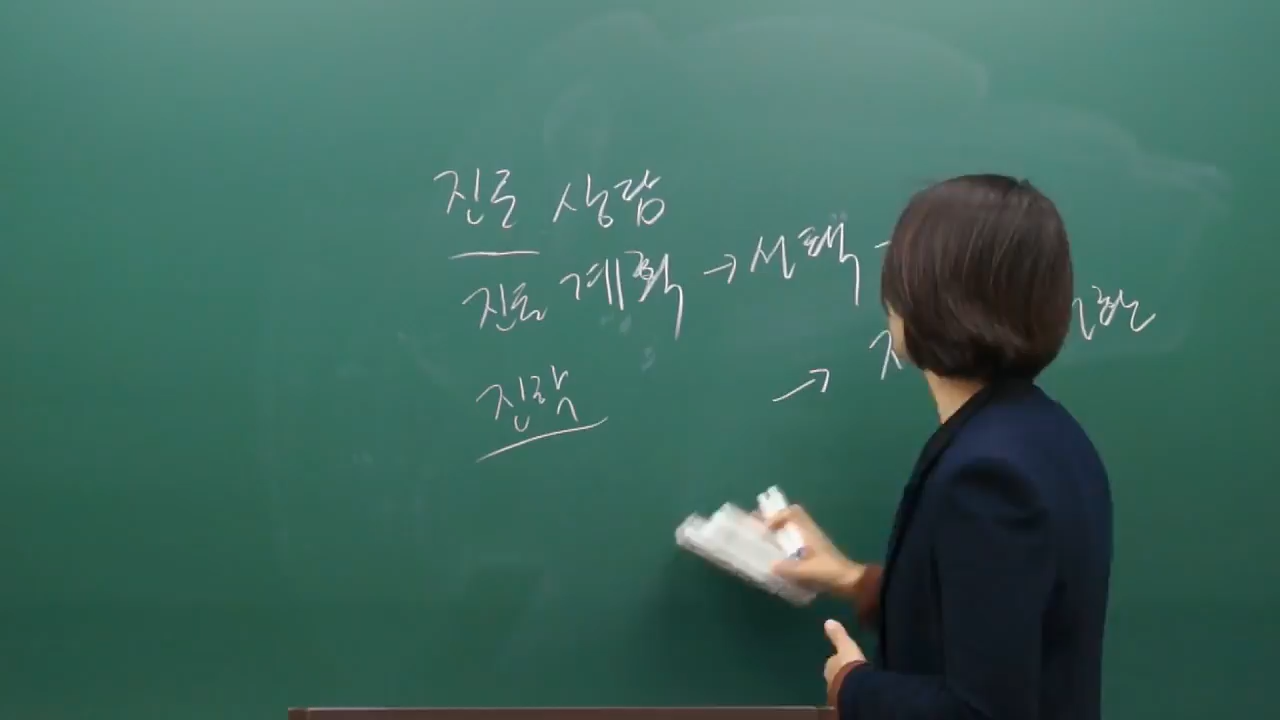 진로 상담
진로 계획 → 선택 -
진학 →